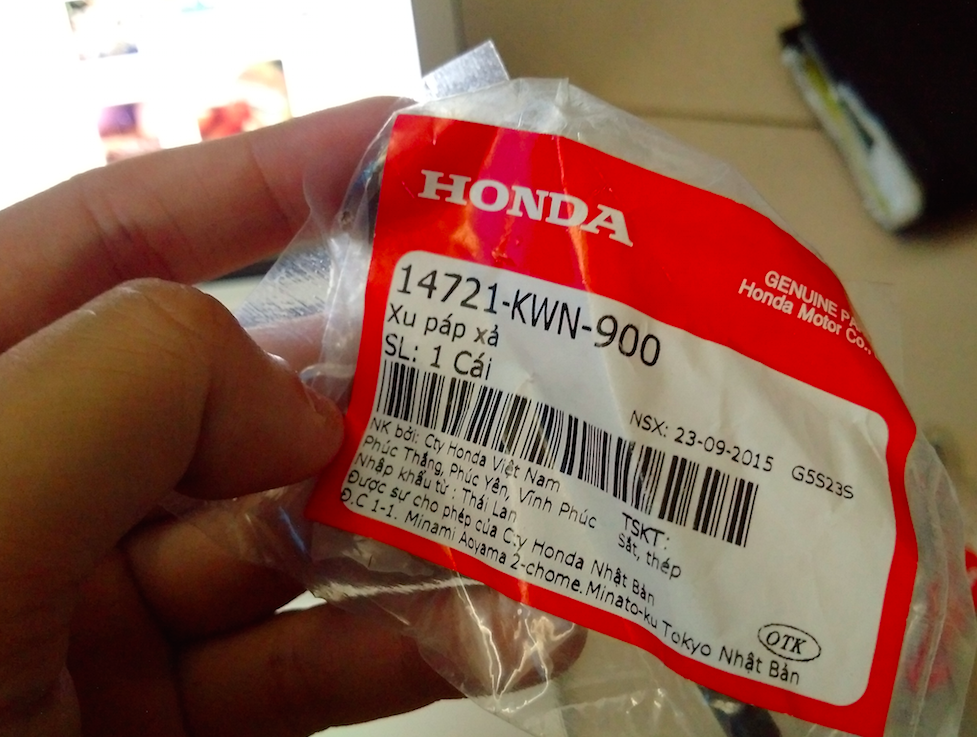 HONDA
GENUINE
Honda Motor Co.,
14721-KWN-900
Xu páp xả
SL: 1 Cái
NSX: 23-09-2015 G5S23S
NK bởi: Cty Honda Việt Nam
Phúc Thắng, Phúc Yên, Vĩnh Phúc
Nhập khẩu từ : Thái Lan
TSKT:
Sắt, thép
Được sự cho phép của Cty Honda Nhật Bản
Đ.C 1-1. Minami Aoyama 2-chome.Minato-ku Tokyo Nhật Bản
OTK